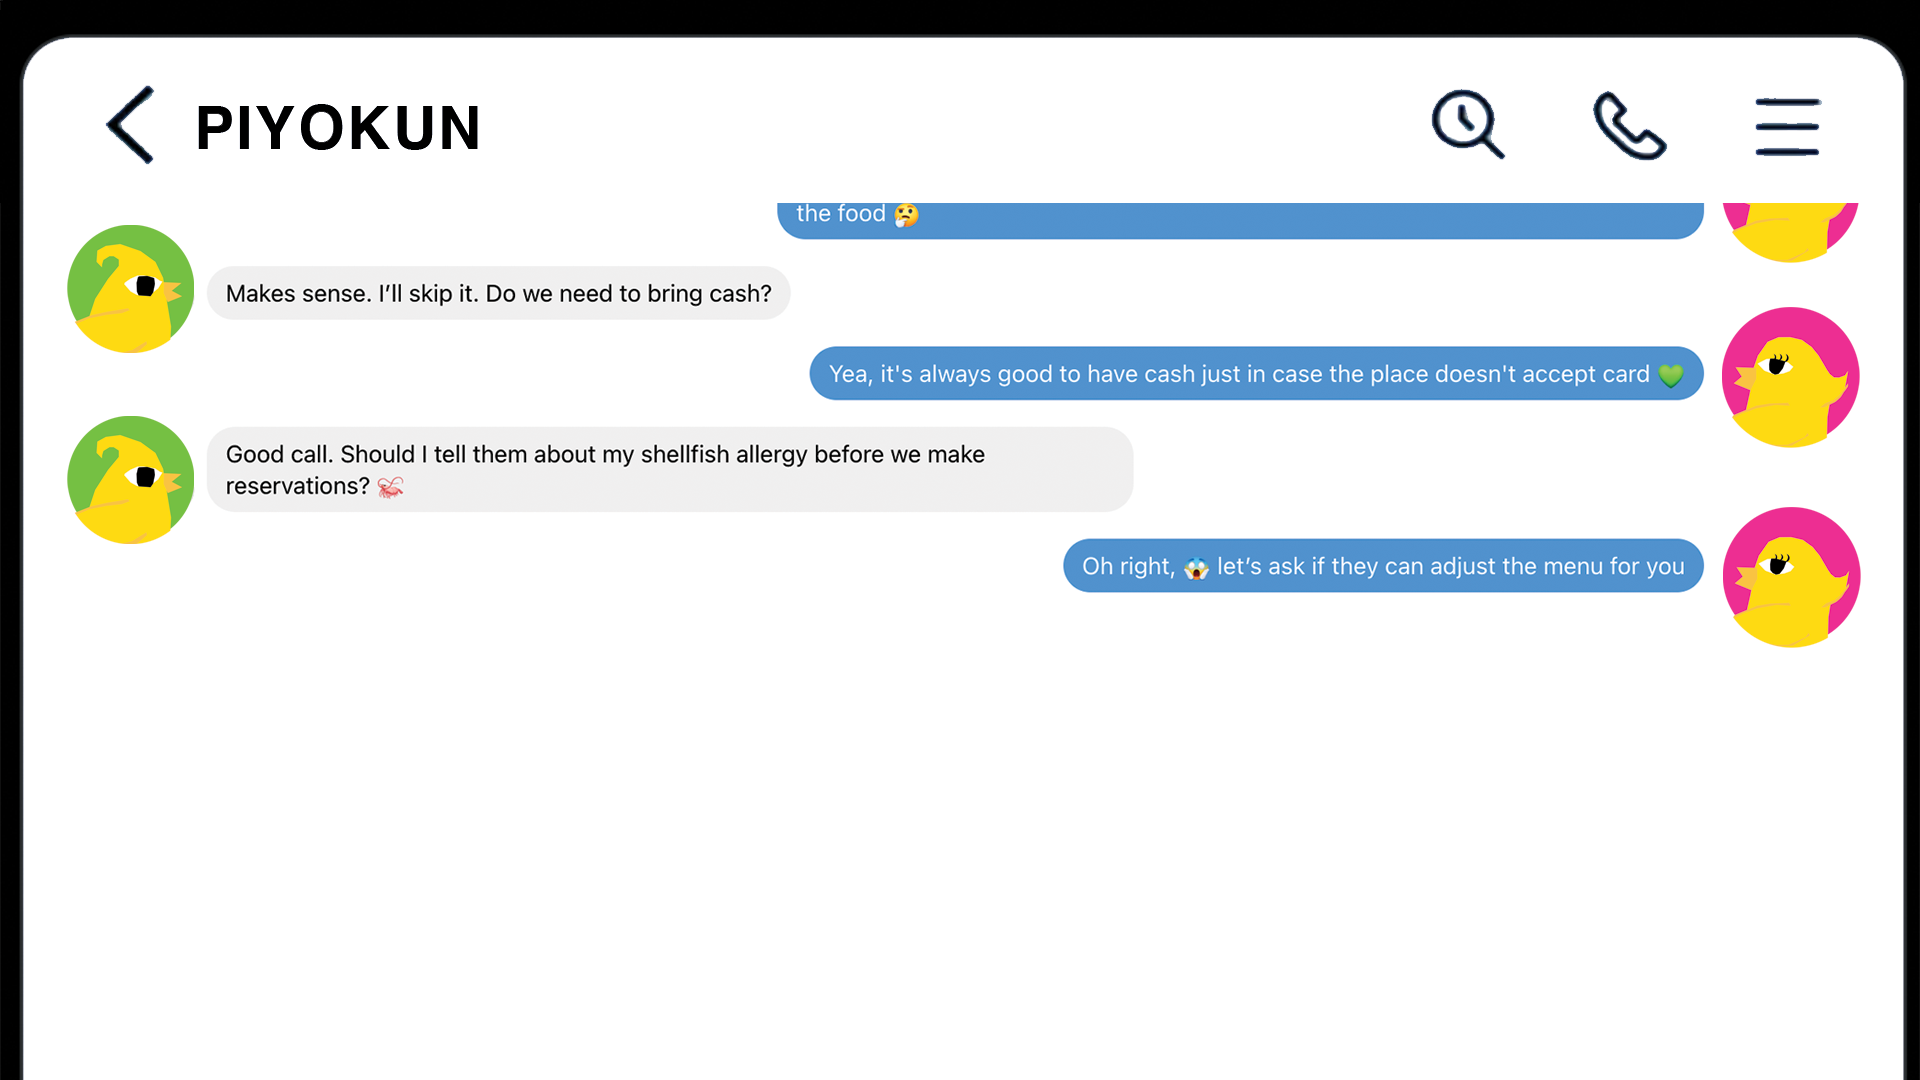 PIYOKUN
the food 🤔
Makes sense. I’ll skip it. Do we need to bring cash?
Yea, it's always good to have cash just in case the place doesn't accept card 💚
Good call. Should I tell them about my shellfish allergy before we make
reservations? 🦐
Oh right, 😱 let’s ask if they can adjust the menu for you